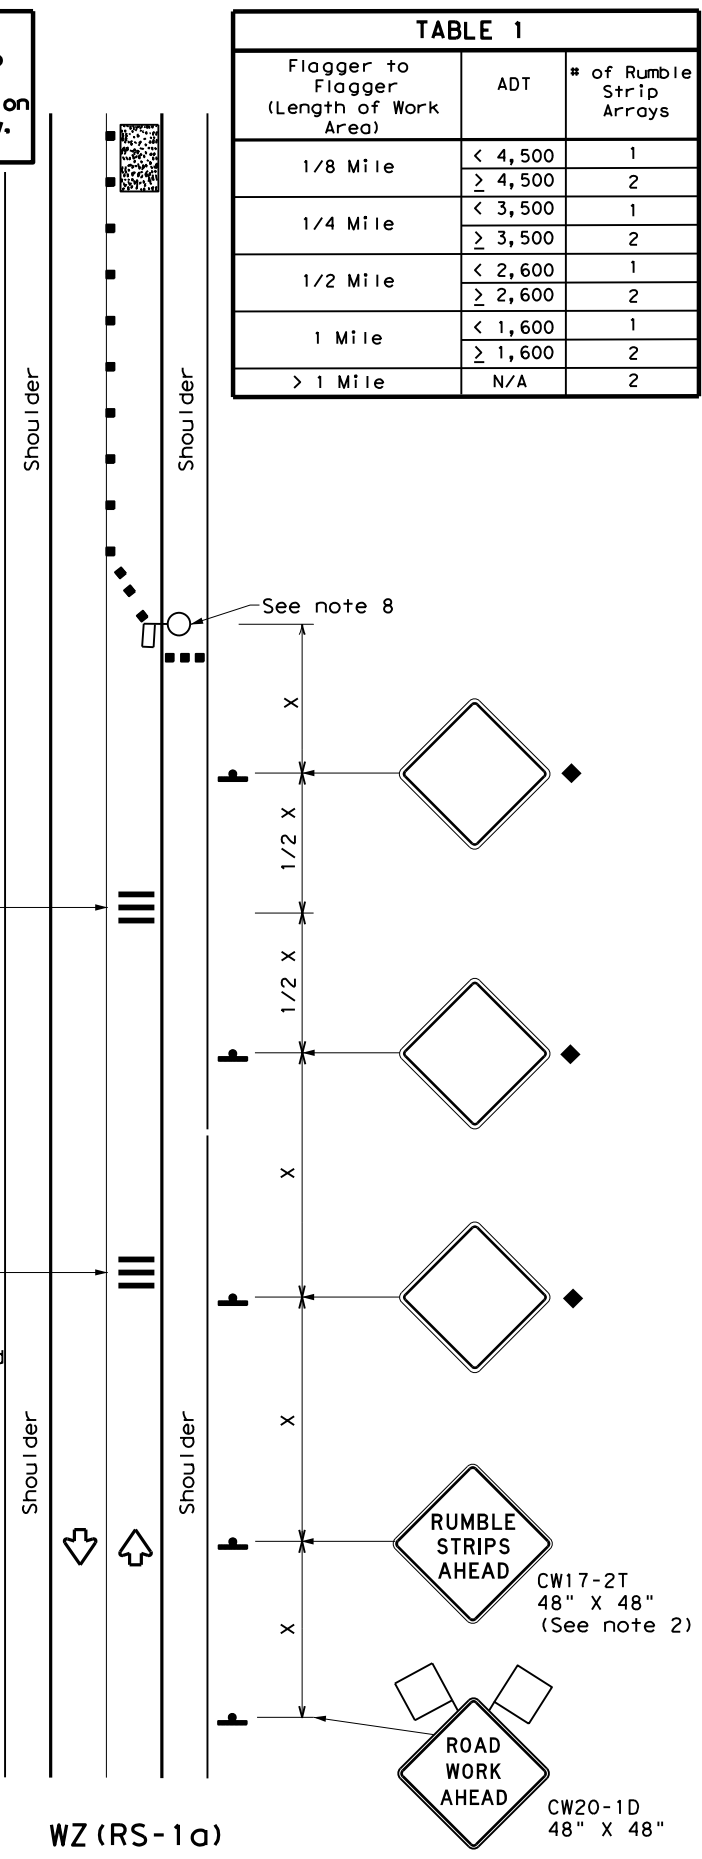 on
TABLE 1
Flagger to
Flagger
(Length of Work
Area)
ADT
# of Rumble
Strip
Arrays
1/8 Mile
< 4,500
1
≥ 4,500
2
1/4 Mile
< 3,500
1
≥ 3,500
2
1/2 Mile
< 2,600
1
≥ 2,600
2
1 Mile
< 1,600
1
≥ 1,600
2
> 1 Mile
N/A
2
Shoulder
Shoulder
See note 8
X
1/2 X
1/2 X
X
X
Shoulder
Shoulder
RUMBLE
STRIPS
AHEAD
CW17-2T
48" X 48"
(See note 2)
X
ROAD
WORK
AHEAD
CW20-1D
48" X 48"
WZ(RS-1a)